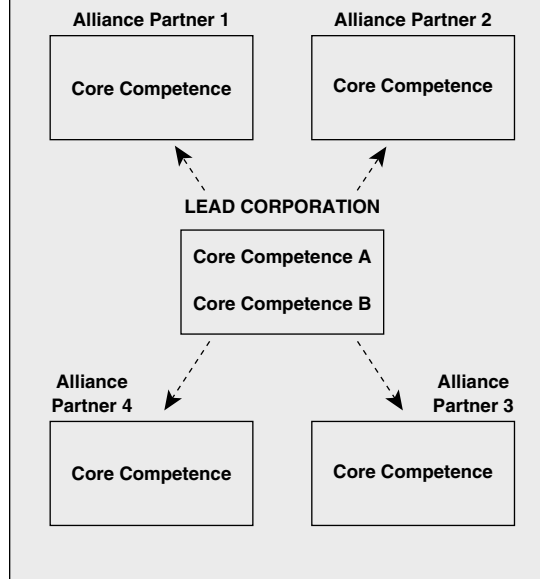 Alliance Partner 1
Alliance Partner 2
Core Competence
Core Competence
LEAD CORPORATION
Core Competence A
Core Competence B
Alliance
Partner 4
Alliance
Partner 3
Core Competence
Core Competence